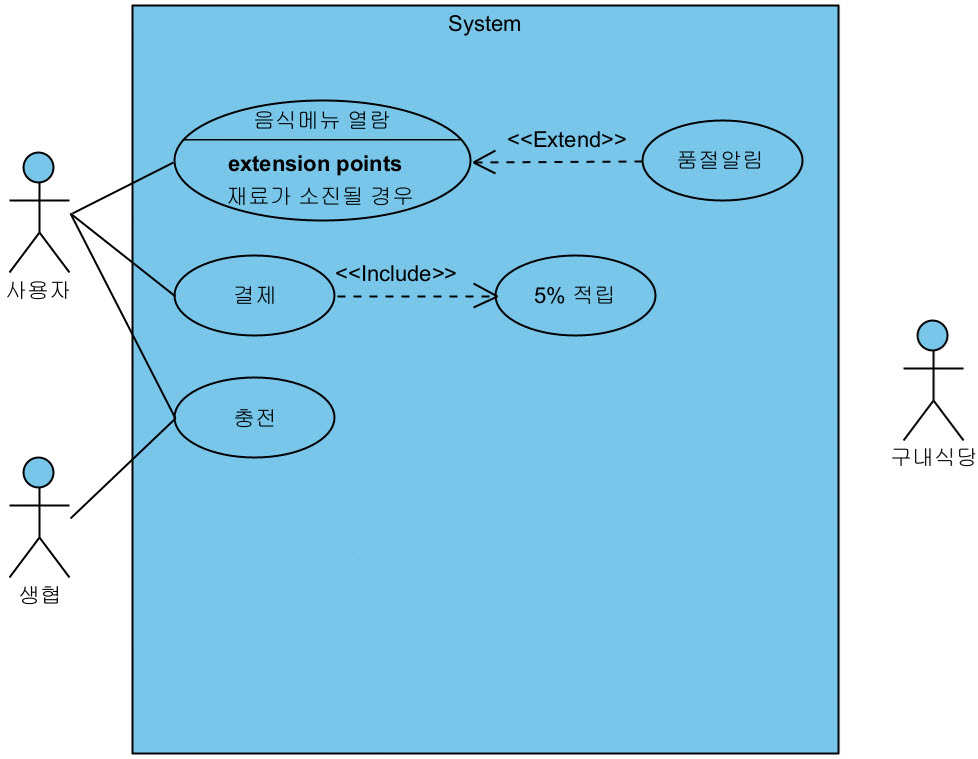 System
음식메뉴 열람
extension points
재료가 소진될 경우
<<Extend>>
품절알림
사용자
결제
<<Include>>
5% 적립
충전
구내식당
생협